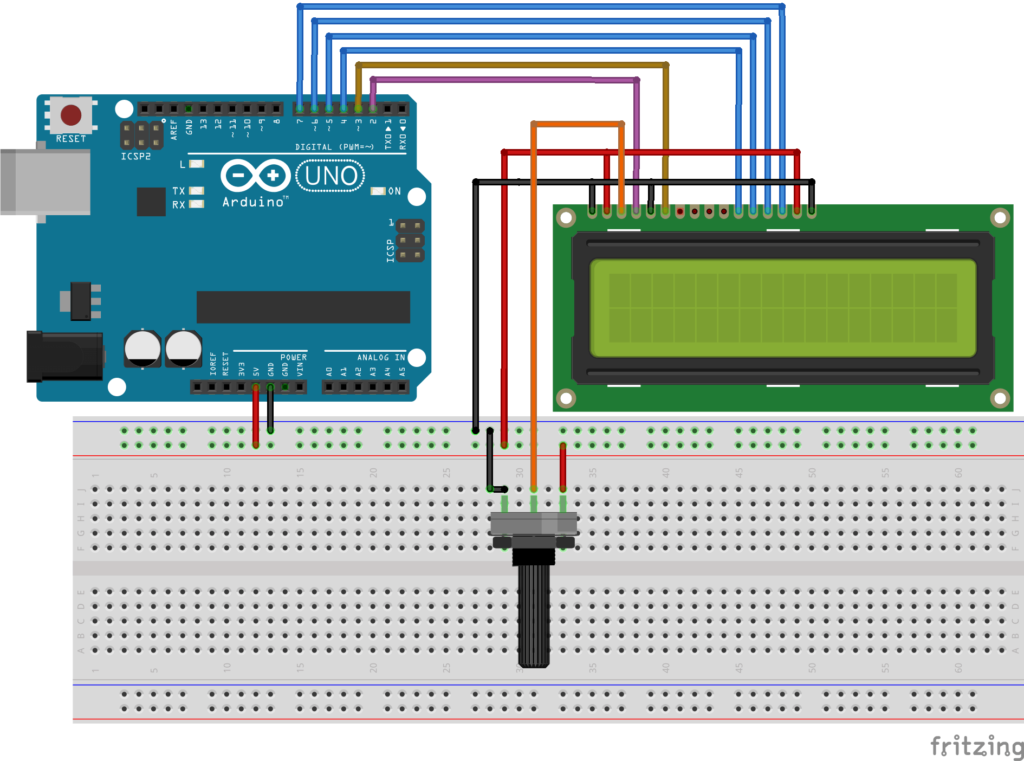 RESET
ICSP2
AREF
GND
13
12
~11
~10
~9
8
7
~6
~5
4
~3
2
TX0▶1
RX0◀0
DIGITAL (PWM=~)
L
TX
RX
UNO
Arduino™
ON
1
ICSP
POWER
ANALOG IN
IOREF
RESET
3V3
5V
GND
GND
VIN
A0
A1
A2
A3
A4
A5
1
5
10
15
20
25
30
35
40
45
50
55
60
J
I
H
G
F
J
I
H
G
F
E
D
C
B
A
E
D
C
B
A
1
5
10
15
20
25
30
35
40
45
50
55
60
fritzing